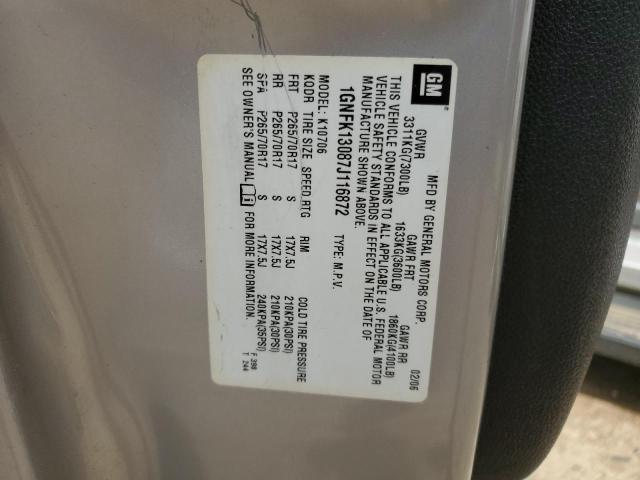 GM
MFD BY GENERAL MOTORS CORP. 02/06
GVWR GAWR FRT GAWR RR
3311KG(7300LB) 1633KG(3600LB) 1860KG(4100LB)
THIS VEHICLE CONFORMS TO ALL APPLICABLE U.S. FEDERAL MOTOR
VEHICLE SAFETY STANDARDS IN EFFECT ON THE DATE OF
MANUFACTURE SHOWN ABOVE.
1GNFK13087J116872 TYPE: M.P.V.
MODEL: K10706
KQDR TIRE SIZE SPEED RTG RIM COLD TIRE PRESSURE
FRT P265/70R17 S 17X7.5J 210KPA(30PSI)
RR P265/70R17 S 17X7.5J 210KPA(30PSI)
SPA P265/70R17 S 17X7.5J 240KPA(35PSI)
SEE OWNER'S MANUAL FOR MORE INFORMATION.
F 398
T 244